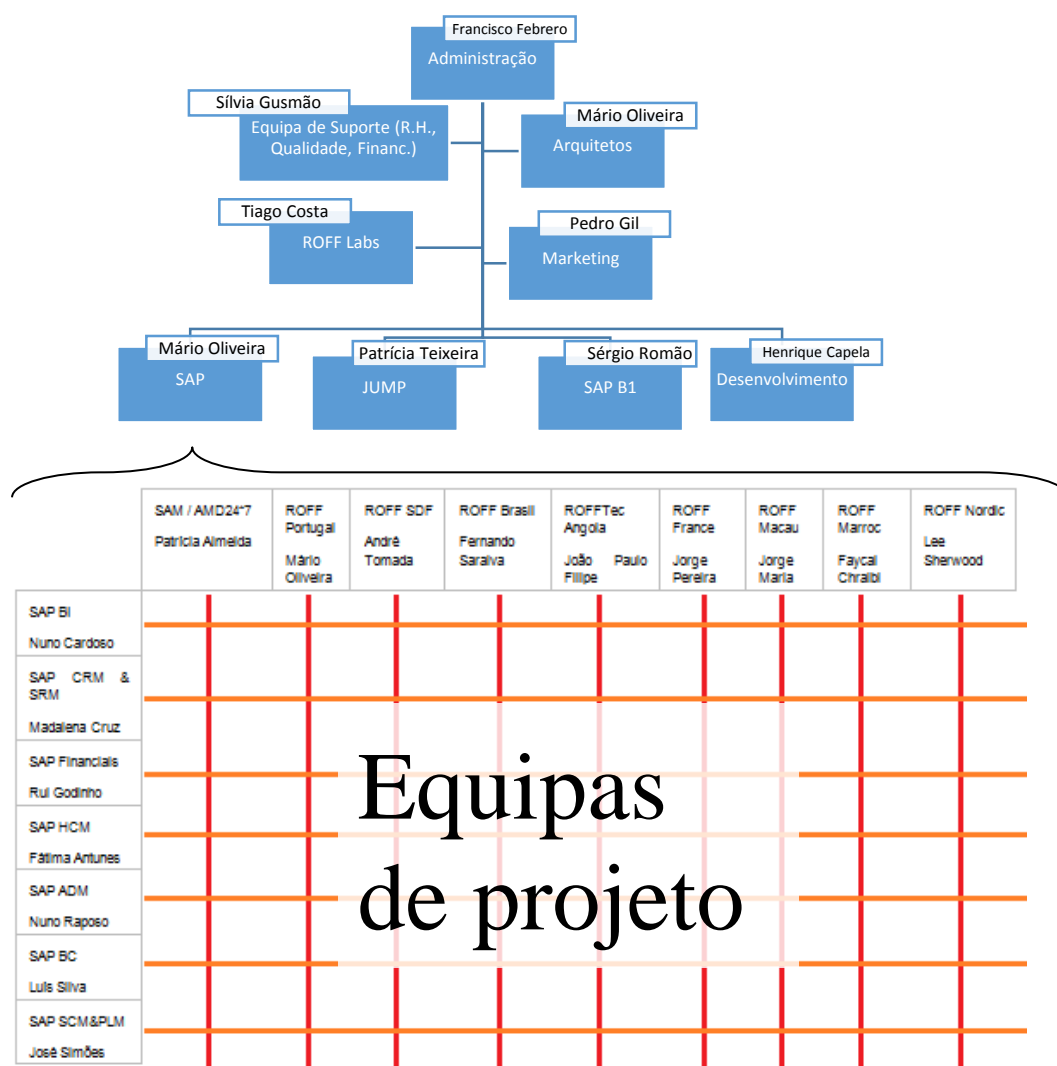 Francisco Febrero
Administração
Sílvia Gusmão
Equipa de Suporte (R.H.,
Qualidade, Financ.)
Mário Oliveira
Arquitetos
Tiago Costa
ROFF Labs
Pedro Gil
Marketing
Mário Oliveira
SAP
Patrícia Teixeira
JUMP
Sérgio Romão
SAP B1
Henrique Capela
Desenvolvimento
SAM / AMD24*7
Patrícia Almeida
ROFF
Portugal
Mário
Oliveira
ROFF SDF
André
Tomada
ROFF Brasil
Fernando
Saraiva
ROFFTec
Angola
João Paulo
Filipe
ROFF
France
Jorge
Pereira
ROFF
Macau
Jorge
Maria
ROFF
Marroc
Faycal
Chraibi
ROFF Nordic
Lee
Sherwood
SAP BI
Nuno Cardoso
SAP CRM &
SRM
Madalena Cruz
SAP Financials
Rui Godinho
SAP HCM
Fátima Antunes
SAP ADM
Nuno Raposo
SAP BC
Luís Silva
SAP SCM&PLM
José Simões
Equipas
de projeto